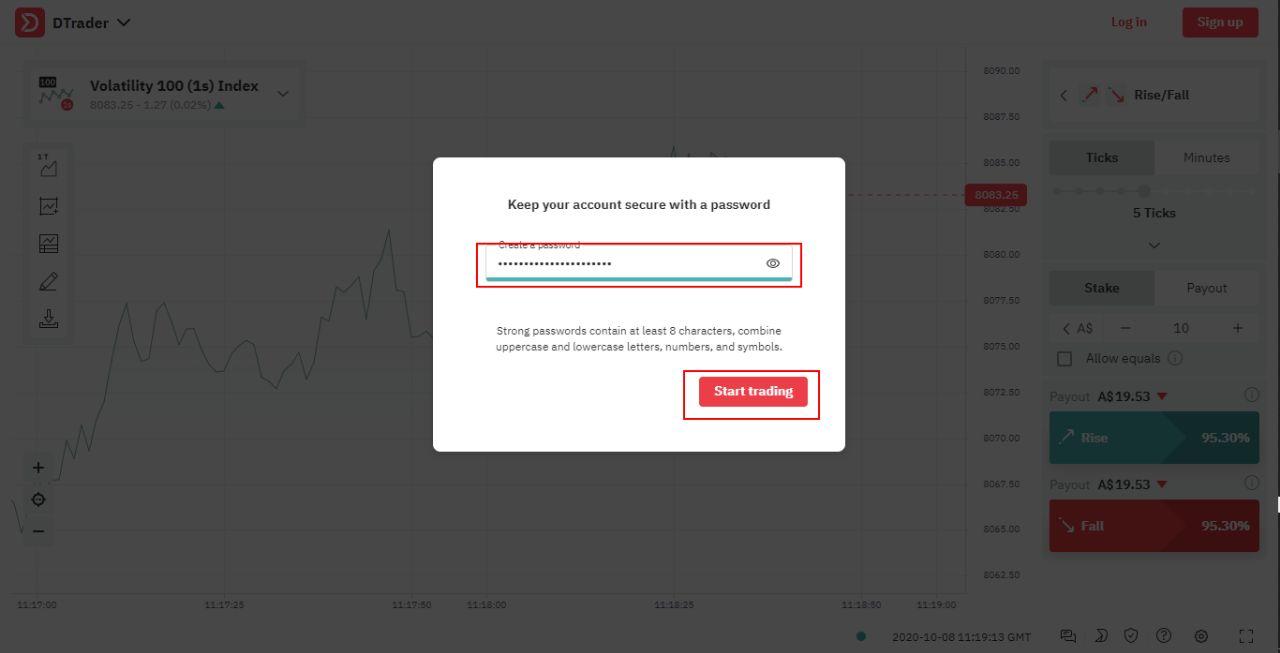 DTrader
Log in
Sign up
100
1s
Volatility 100 (1s) Index
8083.25 - 1.27 (0.02%)
1 T
8090.00
8087.50
8085.00
8083.25
8082.50
8080.00
8077.50
8075.00
8072.50
8070.00
8067.50
8065.00
8062.50
Keep your account secure with a password
Create a password
••••••••••••••••••••••
Strong passwords contain at least 8 characters, combine
uppercase and lowercase letters, numbers, and symbols.
Start trading
Rise/Fall
Ticks Minutes
5 Ticks
Stake Payout
A$ − 10 +
Allow equals
Payout A$19.53
Rise 95.30%
Payout A$19.53
Fall 95.30%
11:17:00 11:17:25 11:17:50 11:18:00 11:18:25 11:18:50 11:19:00
2020-10-08 11:19:13 GMT